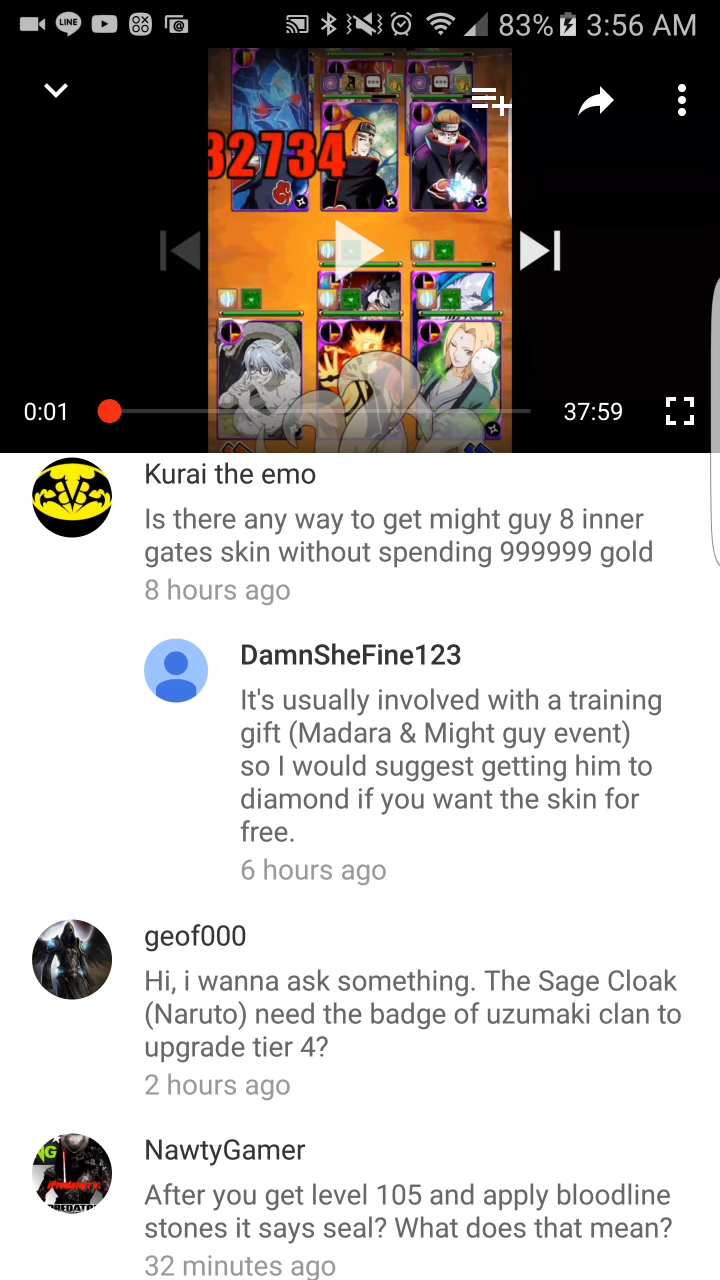 LINE
83%
3:56 AM
32734
0:01
37:59
Kurai the emo
Is there any way to get might guy 8 inner
gates skin without spending 999999 gold
8 hours ago
DamnSheFine123
It's usually involved with a training
gift (Madara & Might guy event)
so I would suggest getting him to
diamond if you want the skin for
free.
6 hours ago
geof000
Hi, i wanna ask something. The Sage Cloak
(Naruto) need the badge of uzumaki clan to
upgrade tier 4?
2 hours ago
NG
NawtyGamer
After you get level 105 and apply bloodline
stones it says seal? What does that mean?
32 minutes ago